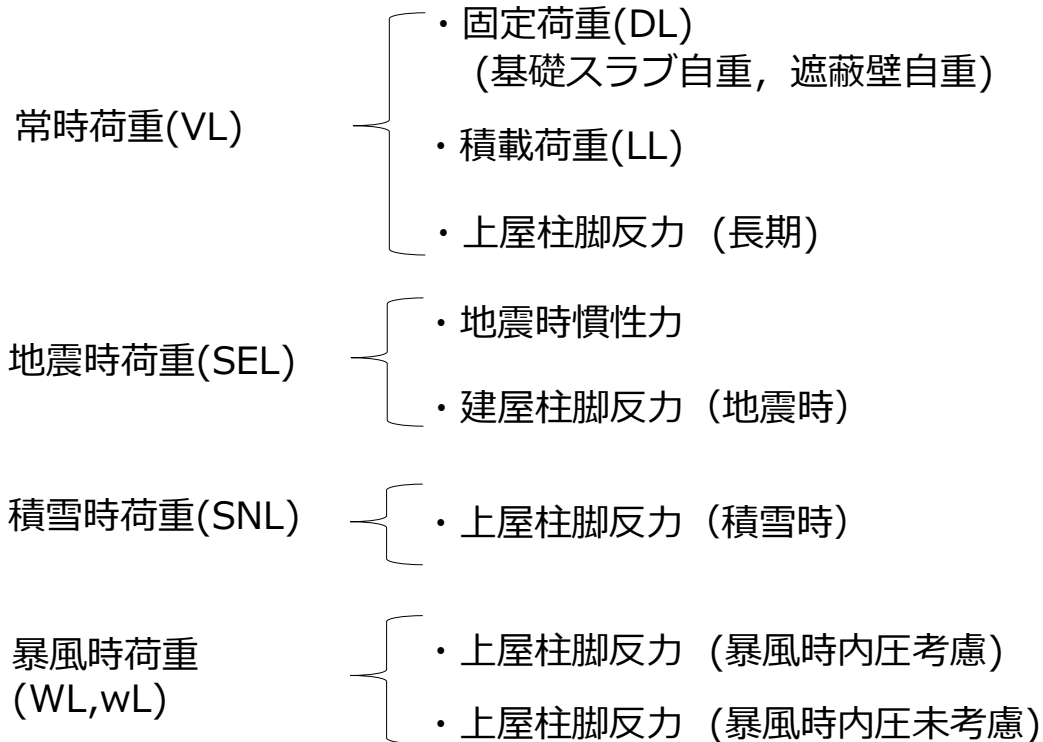 常時荷重(VL)
・固定荷重(DL)
(基礎スラブ自重，遮蔽壁自重)
・積載荷重(LL)
・上屋柱脚反力 (長期)
地震時荷重(SEL)
・地震時慣性力
・建屋柱脚反力（地震時）
積雪時荷重(SNL)
・上屋柱脚反力（積雪時）
暴風時荷重
(WL,wL)
・上屋柱脚反力 (暴風時内圧考慮)
・上屋柱脚反力 (暴風時内圧未考慮)